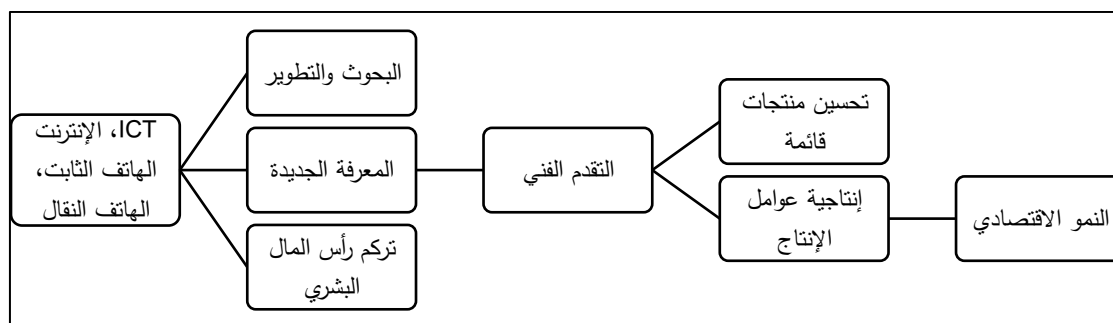 ICT، الإنترنت
الهاتف الثابت،
الهاتف النقال
البحوث والتطوير
المعرفة الجديدة
تركم رأس المال
البشري
التقدم الفني
تحسين منتجات
قائمة
إنتاجية عوامل
الإنتاج
النمو الاقتصادي